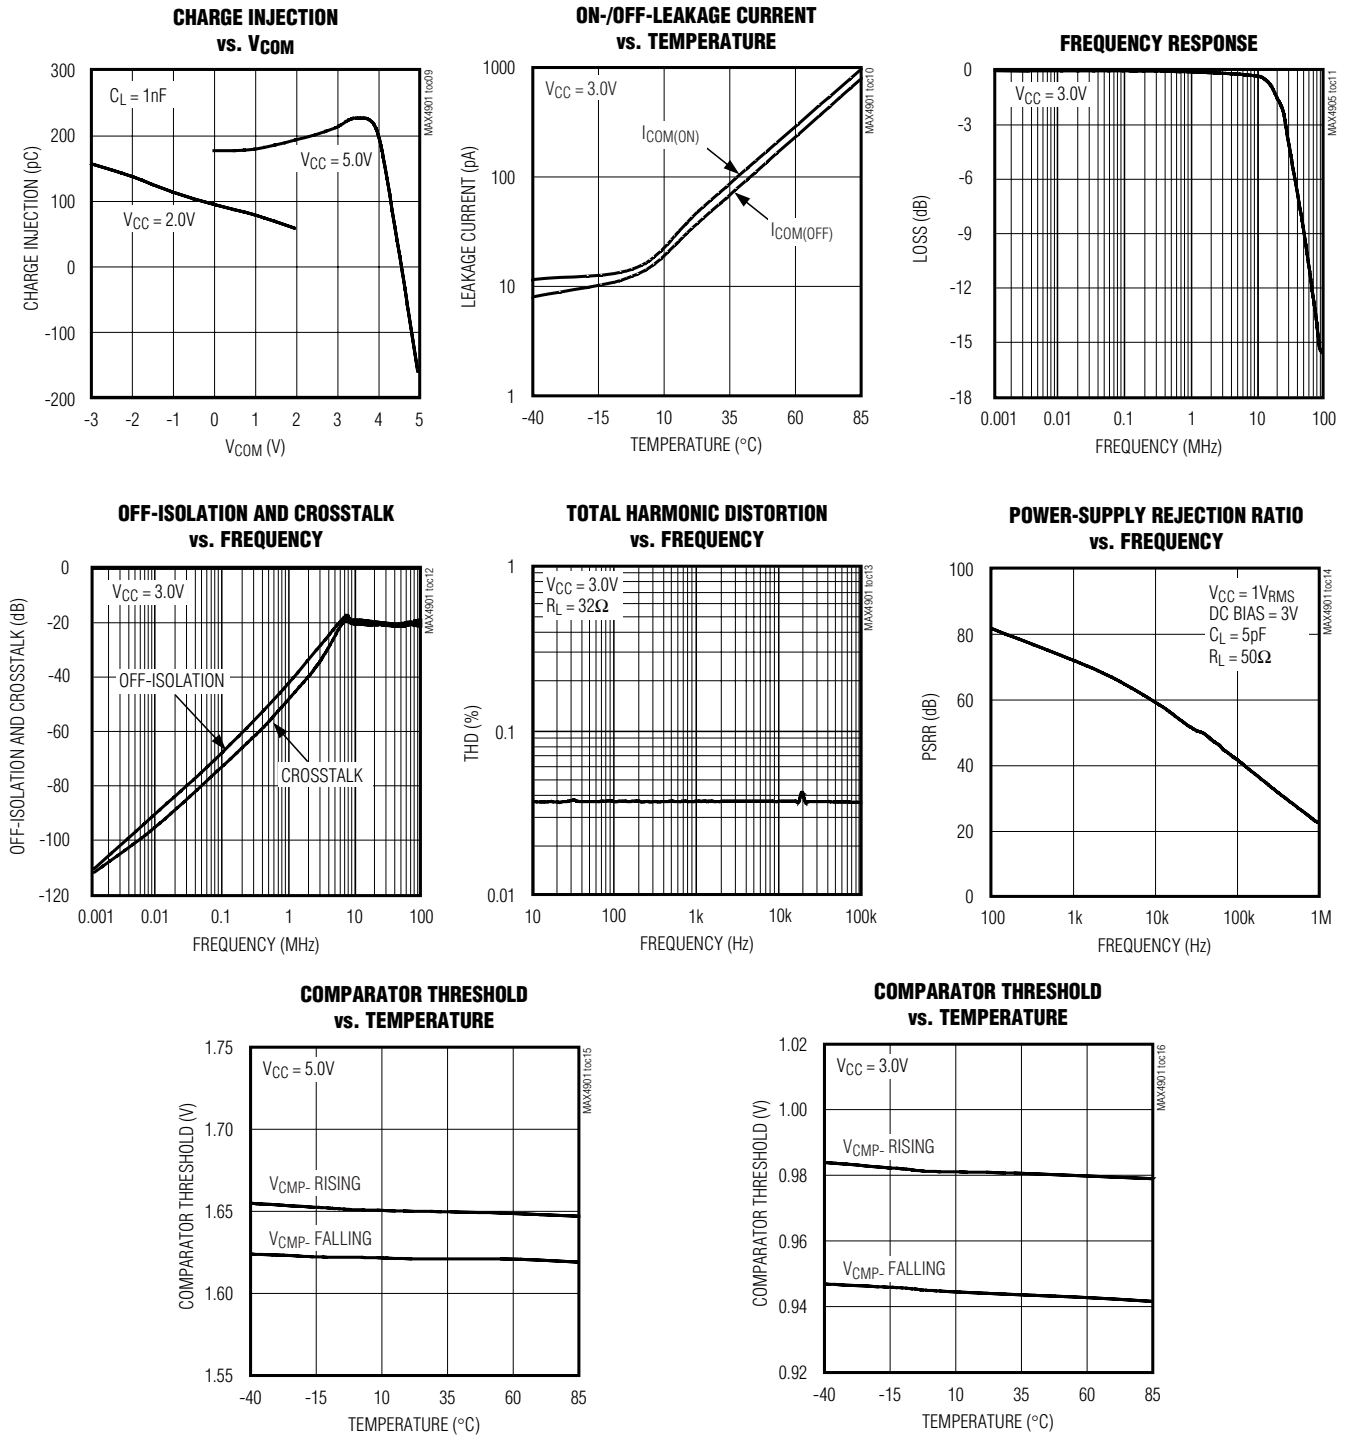 CHARGE INJECTION
vs. VCOM
300
200
100
0
-100
-200
CHARGE INJECTION (pC)
CL = 1nF
VCC = 5.0V
VCC = 2.0V
MAX4901 toc09
-3 -2 -1 0 1 2 3 4 5
VCOM (V)
ON-/OFF-LEAKAGE CURRENT
vs. TEMPERATURE
1000
100
10
1
LEAKAGE CURRENT (pA)
VCC = 3.0V
ICOM(ON)
ICOM(OFF)
MAX4901 toc10
-40 -15 10 35 60 85
TEMPERATURE (°C)
FREQUENCY RESPONSE
0
-3
-6
-9
-12
-15
-18
LOSS (dB)
VCC = 3.0V
MAX4905 toc11
0.001 0.01 0.1 1 10 100
FREQUENCY (MHz)
OFF-ISOLATION AND CROSSTALK
vs. FREQUENCY
0
-20
-40
-60
-80
-100
-120
OFF-ISOLATION AND CROSSTALK (dB)
VCC = 3.0V
OFF-ISOLATION
CROSSTALK
MAX4901 toc12
0.001 0.01 0.1 1 10 100
FREQUENCY (MHz)
TOTAL HARMONIC DISTORTION
vs. FREQUENCY
1
0.1
0.01
THD (%)
VCC = 3.0V
RL = 32Ω
MAX4901 toc13
10 100 1k 10k 100k
FREQUENCY (Hz)
POWER-SUPPLY REJECTION RATIO
vs. FREQUENCY
100
80
60
40
20
0
PSRR (dB)
VCC = 1VRMS
DC BIAS = 3V
CL = 5pF
RL = 50Ω
MAX4901 toc14
100 1k 10k 100k 1M
FREQUENCY (Hz)
COMPARATOR THRESHOLD
vs. TEMPERATURE
1.75
1.70
1.65
1.60
1.55
COMPARATOR THRESHOLD (V)
VCC = 5.0V
VCMP- RISING
VCMP- FALLING
MAX4901 toc15
-40 -15 10 35 60 85
TEMPERATURE (°C)
COMPARATOR THRESHOLD
vs. TEMPERATURE
1.02
1.00
0.98
0.96
0.94
0.92
COMPARATOR THRESHOLD (V)
VCC = 3.0V
VCMP- RISING
VCMP- FALLING
MAX4901 toc16
-40 -15 10 35 60 85
TEMPERATURE (°C)